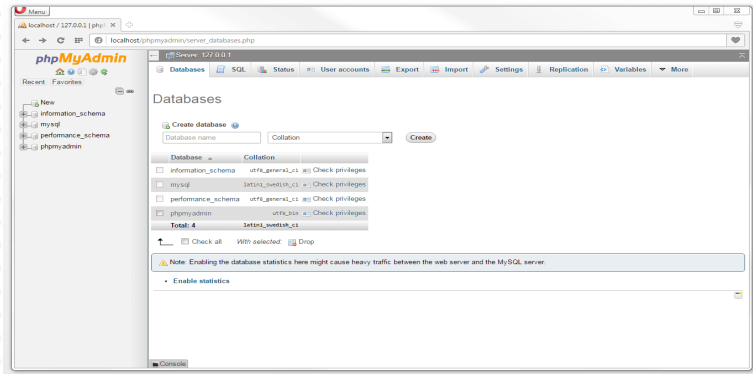 Menu
localhost / 127.0.0.1 | php
localhost/phpmyadmin/server_databases.php
phpMyAdmin
Recent Favorites
New
information_schema
mysql
performance_schema
phpmyadmin
Server: 127.0.0.1
Databases SQL Status User accounts Export Import Settings Replication Variables More
Databases
Create database
Database name Collation Create
Database Collation
information_schema utf8_general_ci Check privileges
mysql latin1_swedish_ci Check privileges
performance_schema utf8_general_ci Check privileges
phpmyadmin utf8_bin Check privileges
Total: 4 latin1_swedish_ci
Check all With selected: Drop
Note: Enabling the database statistics here might cause heavy traffic between the web server and the MySQL server.
Enable statistics
Console